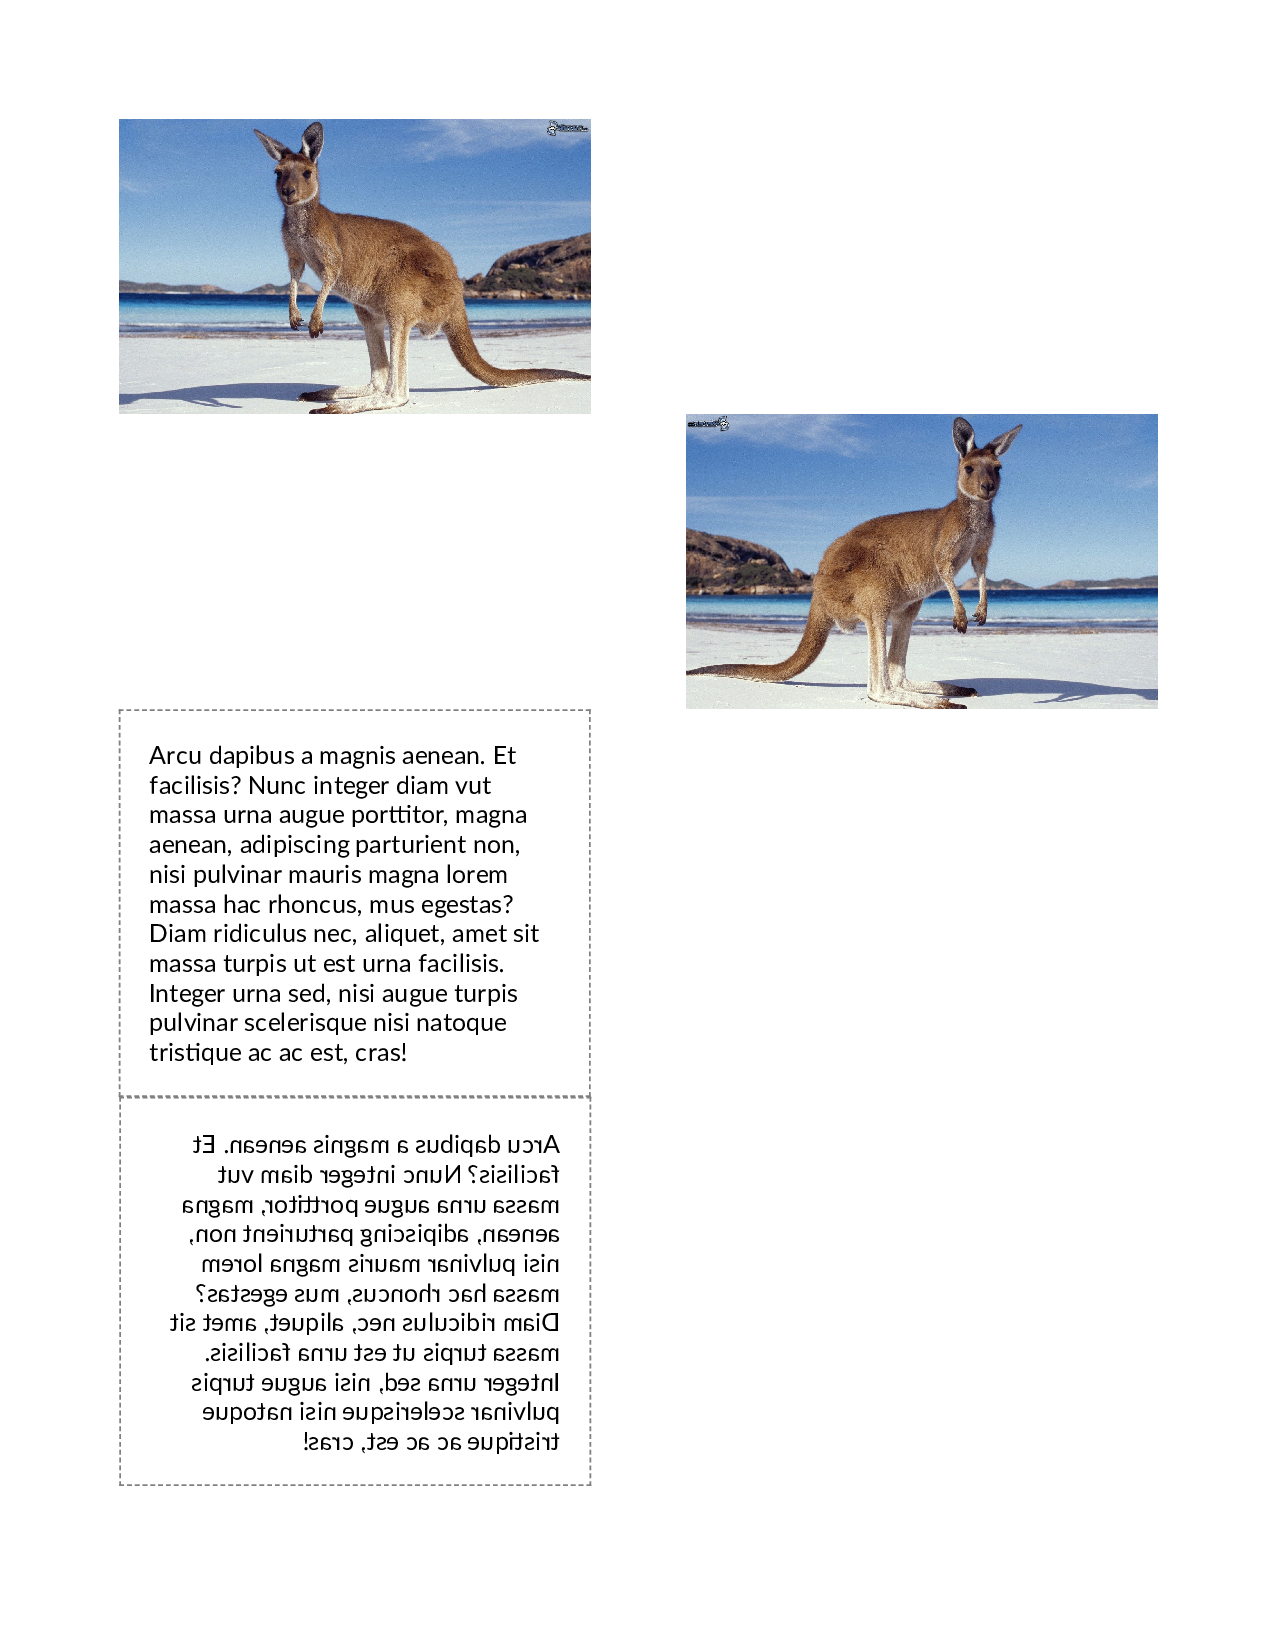 Arcu dapibus a magnis aenean. Et
facilisis? Nunc integer diam vut
massa urna augue porttitor, magna
aenean, adipiscing parturient non,
nisi pulvinar mauris magna lorem
massa hac rhoncus, mus egestas?
Diam ridiculus nec, aliquet, amet sit
massa turpis ut est urna facilisis.
Integer urna sed, nisi augue turpis
pulvinar scelerisque nisi natoque
tristique ac ac est, cras!
Arcu dapibus a magnis aenean. Et
facilisis? Nunc integer diam vut
massa urna augue porttitor, magna
aenean, adipiscing parturient non,
nisi pulvinar mauris magna lorem
massa hac rhoncus, mus egestas?
Diam ridiculus nec, aliquet, amet sit
massa turpis ut est urna facilisis.
Integer urna sed, nisi augue turpis
pulvinar scelerisque nisi natoque
tristique ac ac est, cras!